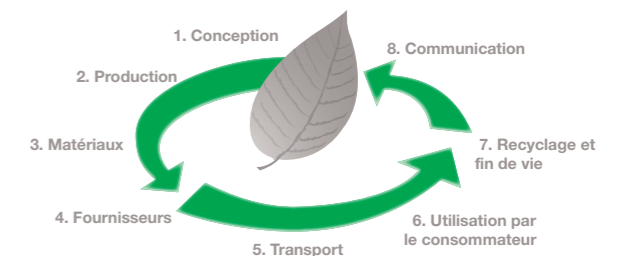 1. Conception
2. Production
3. Matériaux
4. Fournisseurs
5. Transport
6. Utilisation par
le consommateur
7. Recyclage et
fin de vie
8. Communication